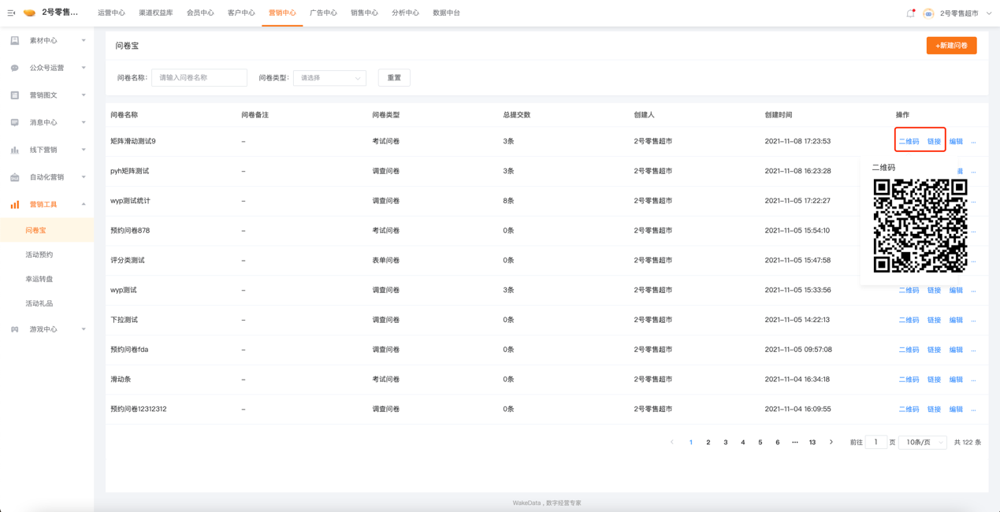 2号零售... 运营中心 渠道权益库 会员中心 客户中心 营销中心 广告中心 销售中心 分析中心 数据中台 2号零售超市
素材中心
公众号运营
营销图文
消息中心
线下营销
自动化营销
营销工具
问卷宝
活动预约
幸运转盘
活动礼品
游戏中心
问卷宝 +新建问卷
问卷名称: 请输入问卷名称 问卷类型: 请选择 重置
问卷名称 问卷备注 问卷类型 总提交数 创建人 创建时间 操作
矩阵滑动测试9 – 考试问卷 3条 2号零售超市 2021-11-08 17:23:53 二维码 链接 编辑 ...
pyh矩阵测试 – 调查问卷 3条 2号零售超市 2021-11-08 16:23:28 ...
二维码
wyp测试统计 – 调查问卷 8条 2号零售超市 2021-11-05 17:22:27 ...
预约问卷878 – 考试问卷 0条 2号零售超市 2021-11-05 15:54:10 ...
评分类测试 – 表单问卷 0条 2号零售超市 2021-11-05 15:47:58 ...
wyp测试 – 调查问卷 3条 2号零售超市 2021-11-05 15:33:56 二维码 链接 编辑 ...
下拉测试 – 调查问卷 0条 2号零售超市 2021-11-05 14:22:13 二维码 链接 编辑 ...
预约问卷fda – 调查问卷 0条 2号零售超市 2021-11-05 09:57:08 二维码 链接 编辑 ...
滑动条 – 考试问卷 0条 2号零售超市 2021-11-04 16:34:18 二维码 链接 编辑 ...
预约问卷12312312 – 调查问卷 0条 2号零售超市 2021-11-04 16:09:55 二维码 链接 编辑 ...
1 2 3 4 5 6 ... 13 前往 1 页 10条/页 共 122 条
WakeData，数字经营专家